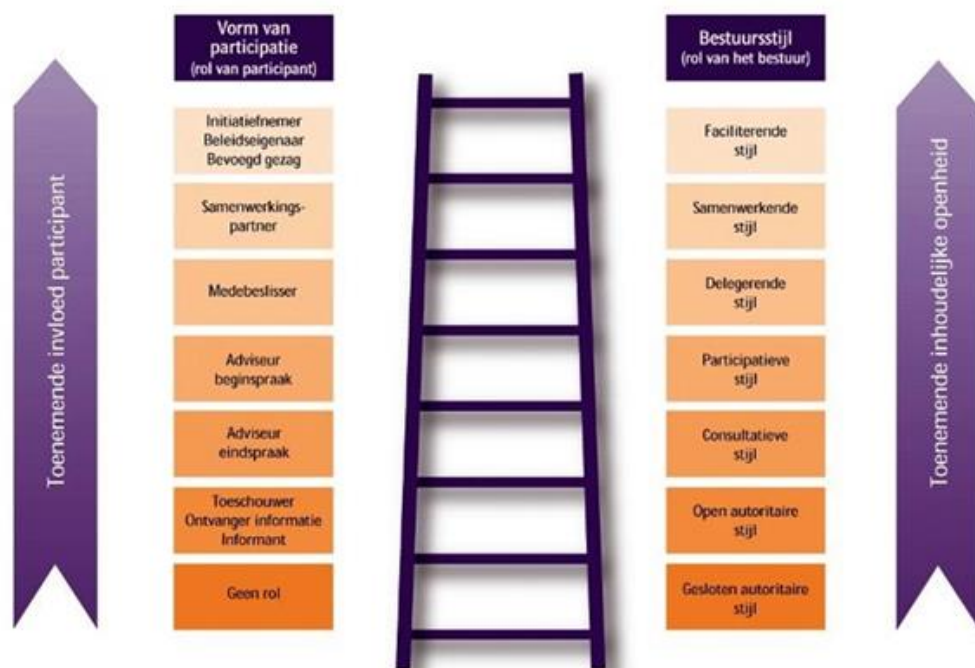 Vorm van
participatie
(rol van participant)
Bestuursstijl
(rol van het bestuur)
Toenemende invloed participant
Initiatiefnemer
Beleidseigenaar
Bevoegd gezag
Faciliterende
stijl
Samenwerkings-
partner
Samenwerkende
stijl
Medebeslisser
Delegerende
stijl
Adviseur
beginspraak
Participatieve
stijl
Adviseur
eindspraak
Consultatieve
stijl
Toeschouwer
Ontvanger informatie
Informant
Open autoritaire
stijl
Geen rol
Gesloten autoritaire
stijl
Toenemende inhoudelijke openheid